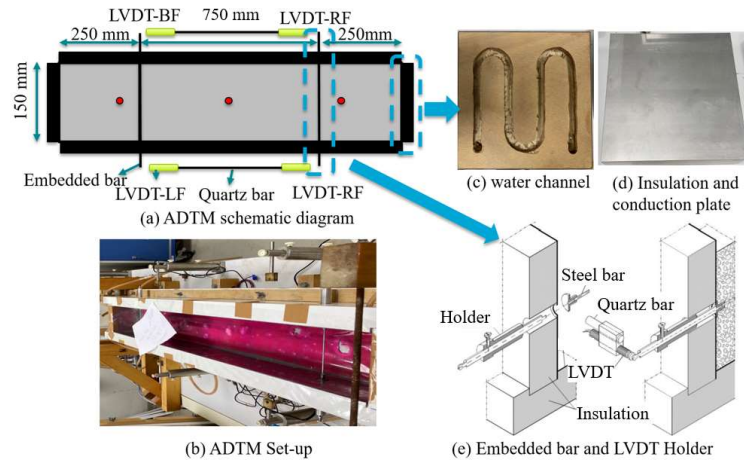 LVDT-BF
750 mm
LVDT-RF
250 mm
250mm
150 mm
Embedded bar
LVDT-LF
Quartz bar
LVDT-RF
(a) ADTM schematic diagram
(c) water channel
(d) Insulation and
conduction plate
(b) ADTM Set-up
Steel bar
Holder
Quartz bar
LVDT
Insulation
(e) Embedded bar and LVDT Holder